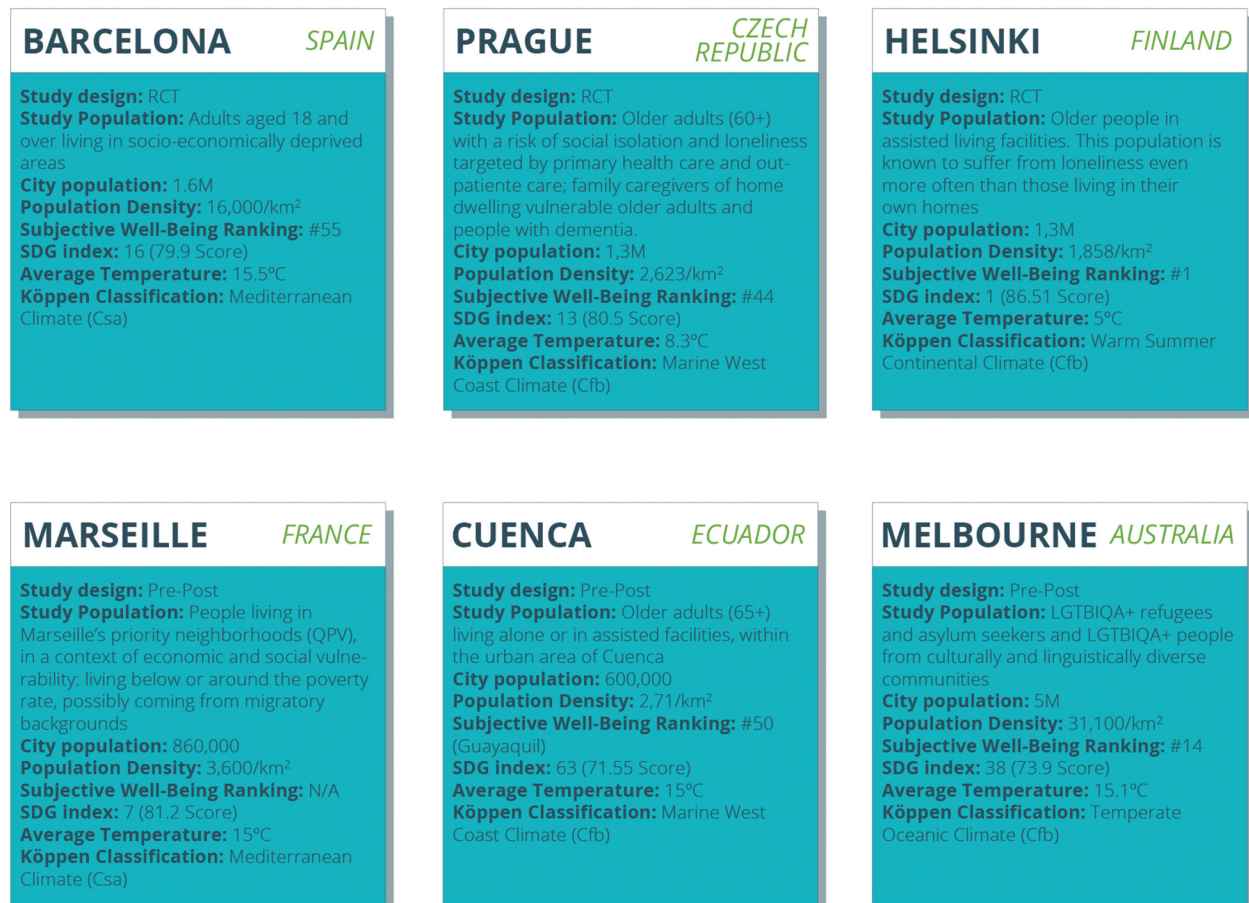 BARCELONA SPAIN
Study design: RCT
Study Population: Adults aged 18 and
over living in socio-economically deprived
areas
City population: 1.6M
Population Density: 16,000/km²
Subjective Well-Being Ranking: #55
SDG index: 16 (79.9 Score)
Average Temperature: 15.5ºC
Köppen Classification: Mediterranean
Climate (Csa)
PRAGUE CZECH
REPUBLIC
Study design: RCT
Study Population: Older adults (60+)
with a risk of social isolation and loneliness
targeted by primary health care and out-
patiente care; family caregivers of home
dwelling vulnerable older adults and
people with dementia.
City population: 1,3M
Population Density: 2,623/km²
Subjective Well-Being Ranking: #44
SDG index: 13 (80.5 Score)
Average Temperature: 8.3ºC
Köppen Classification: Marine West
Coast Climate (Cfb)
HELSINKI FINLAND
Study design: RCT
Study Population: Older people in
assisted living facilities. This population is
known to suffer from loneliness even
more often than those living in their
own homes
City population: 1,3M
Population Density: 1,858/km²
Subjective Well-Being Ranking: #1
SDG index: 1 (86.51 Score)
Average Temperature: 5ºC
Köppen Classification: Warm Summer
Continental Climate (Cfb)
MARSEILLE FRANCE
Study design: Pre-Post
Study Population: People living in
Marseille's priority neighborhoods (QPV),
in a context of economic and social vulne-
rability: living below or around the poverty
rate, possibly coming from migratory
backgrounds
City population: 860,000
Population Density: 3,600/km²
Subjective Well-Being Ranking: N/A
SDG index: 7 (81.2 Score)
Average Temperature: 15ºC
Köppen Classification: Mediterranean
Climate (Csa)
CUENCA ECUADOR
Study design: Pre-Post
Study Population: Older adults (65+)
living alone or in assisted facilities, within
the urban area of Cuenca
City population: 600,000
Population Density: 2,71/km²
Subjective Well-Being Ranking: #50
(Guayaquil)
SDG index: 63 (71.55 Score)
Average Temperature: 15ºC
Köppen Classification: Marine West
Coast Climate (Cfb)
MELBOURNE AUSTRALIA
Study design: Pre-Post
Study Population: LGTBIQA+ refugees
and asylum seekers and LGTBIQA+ people
from culturally and linguistically diverse
communities
City population: 5M
Population Density: 31,100/km²
Subjective Well-Being Ranking: #14
SDG index: 38 (73.9 Score)
Average Temperature: 15.1ºC
Köppen Classification: Temperate
Oceanic Climate (Cfb)